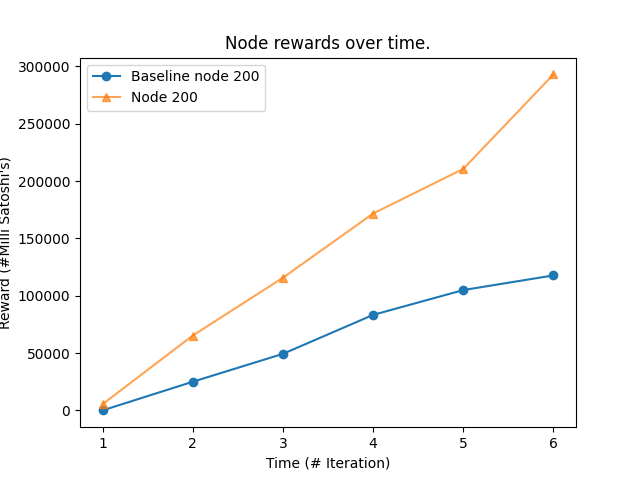 Node rewards over time.
Baseline node 200
Node 200
300000
250000
200000
150000
100000
50000
0
Reward (#Milli Satoshi's)
1 2 3 4 5 6
Time (# Iteration)